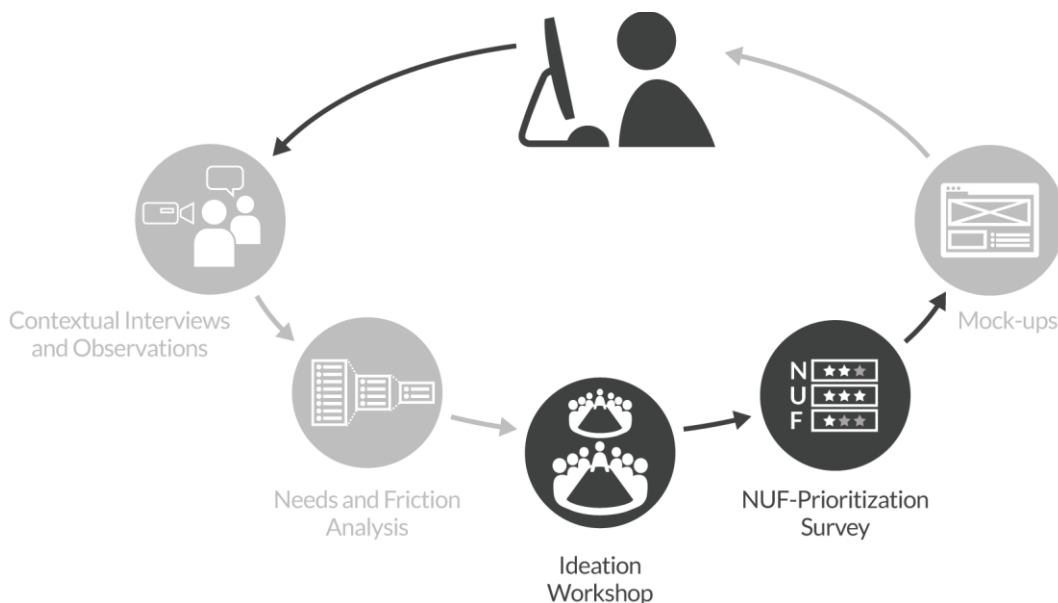 Contextual Interviews
and Observations
Needs and Friction
Analysis
Ideation
Workshop
N
U
F
NUF-Prioritization
Survey
Mock-ups